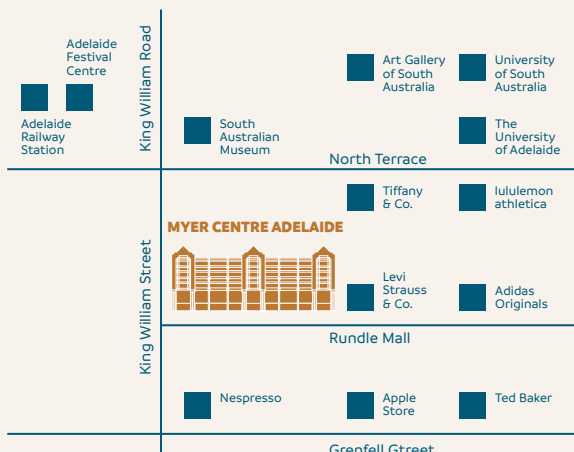 Adelaide
Festival
Centre
Adelaide
Railway
Station
King William Road
South
Australian
Museum
Art Gallery
of South
Australia
University
of South
Australia
The
University
of Adelaide
North Terrace
Tiffany
& Co.
lululemon
athletica
MYER CENTRE ADELAIDE
King William Street
Levi
Strauss
& Co.
Adidas
Originals
Rundle Mall
Nespresso
Apple
Store
Ted Baker
Grenfell Gtreet